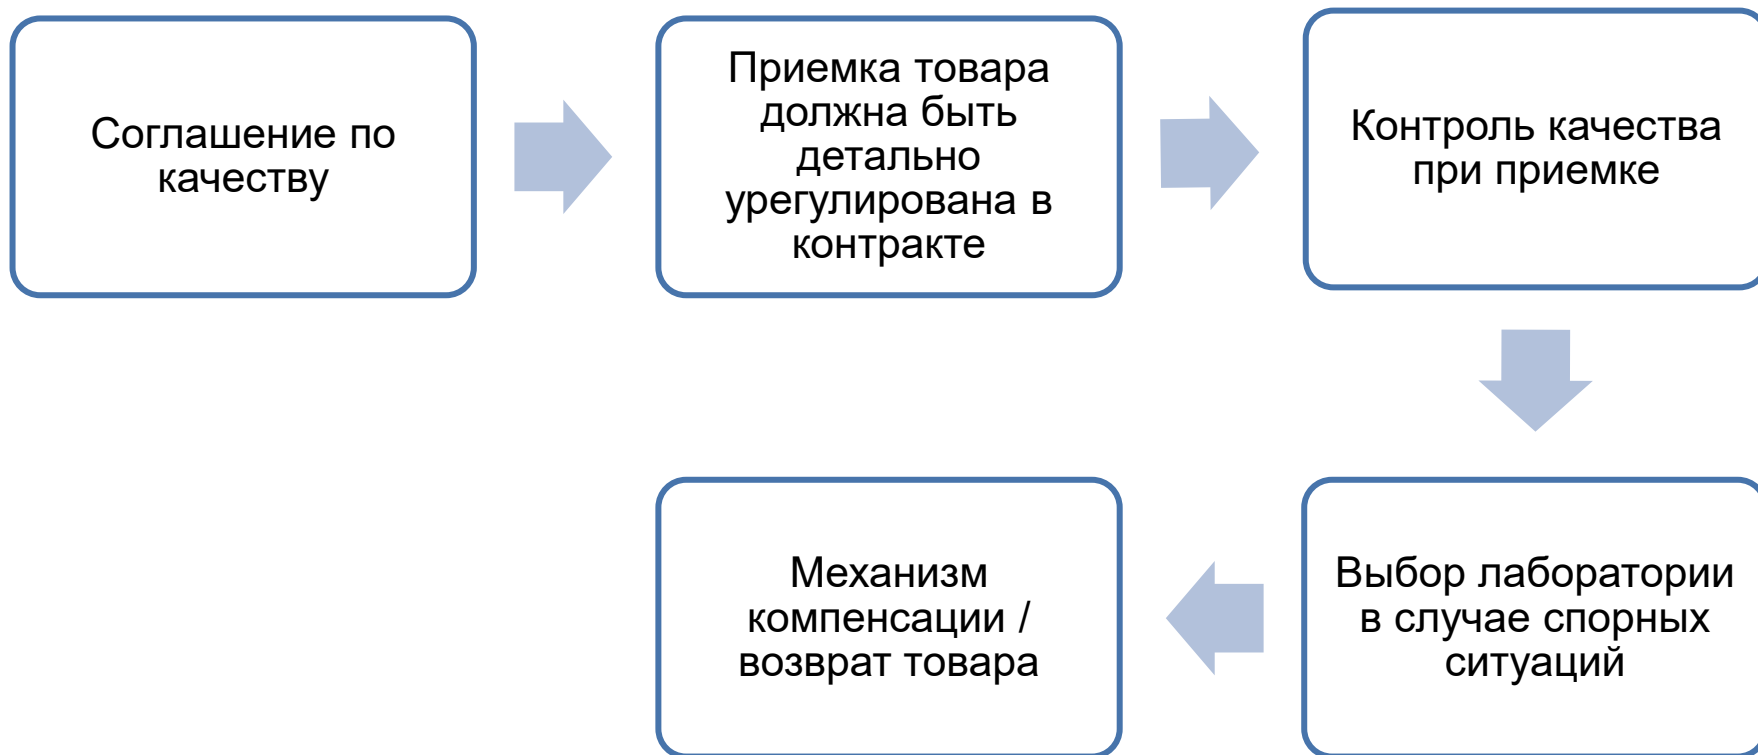 Соглашение по
качеству
Приемка товара
должна быть
детально
урегулирована в
контракте
Контроль качества
при приемке
Выбор лаборатории
в случае спорных
ситуаций
Механизм
компенсации /
возврат товара